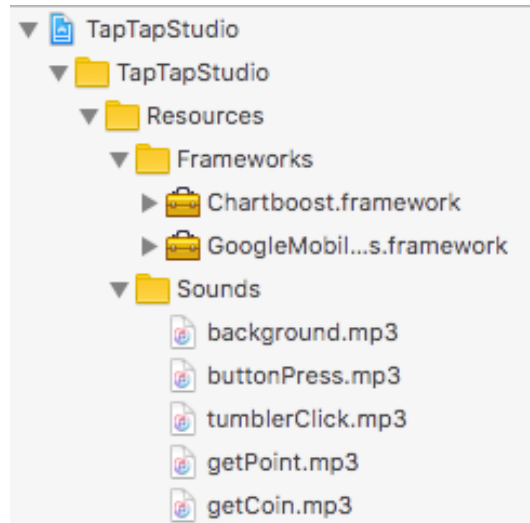 TapTapStudio
TapTapStudio
Resources
Frameworks
Chartboost.framework
GoogleMobil...s.framework
Sounds
background.mp3
buttonPress.mp3
tumblerClick.mp3
getPoint.mp3
getCoin.mp3